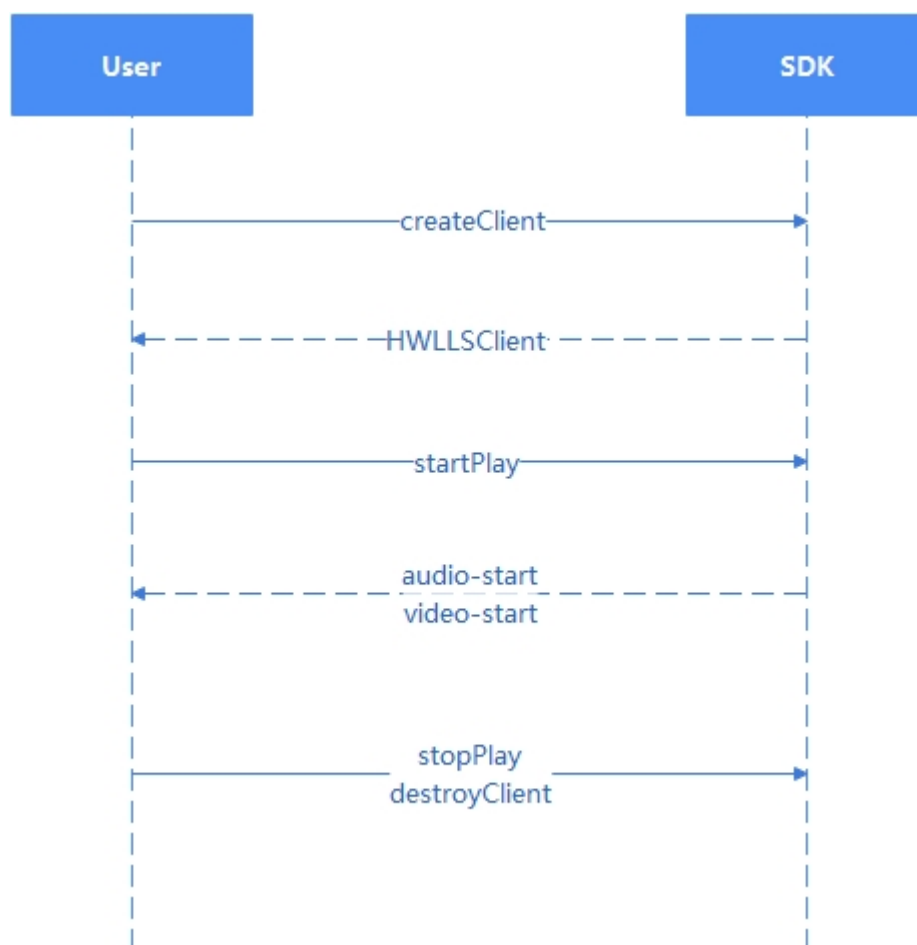 User
SDK
createClient
HWLLSClient
startPlay
audio-start
video-start
stopPlay
destroyClient